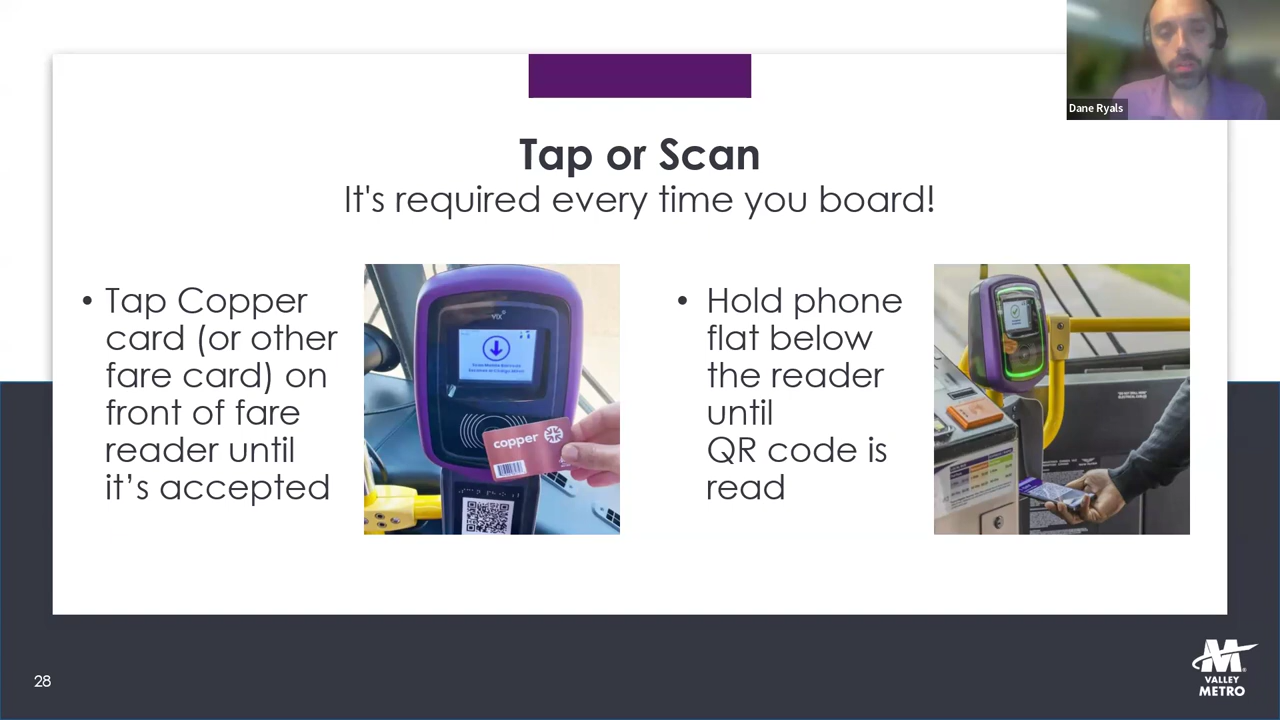 Dane Ryals
Tap or Scan
It's required every time you board!
• Tap Copper
card (or other
fare card) on
front of fare
reader until
it’s accepted
vix
copper
• Hold phone
flat below
the reader
until
QR code is
read
28
VALLEY
METRO